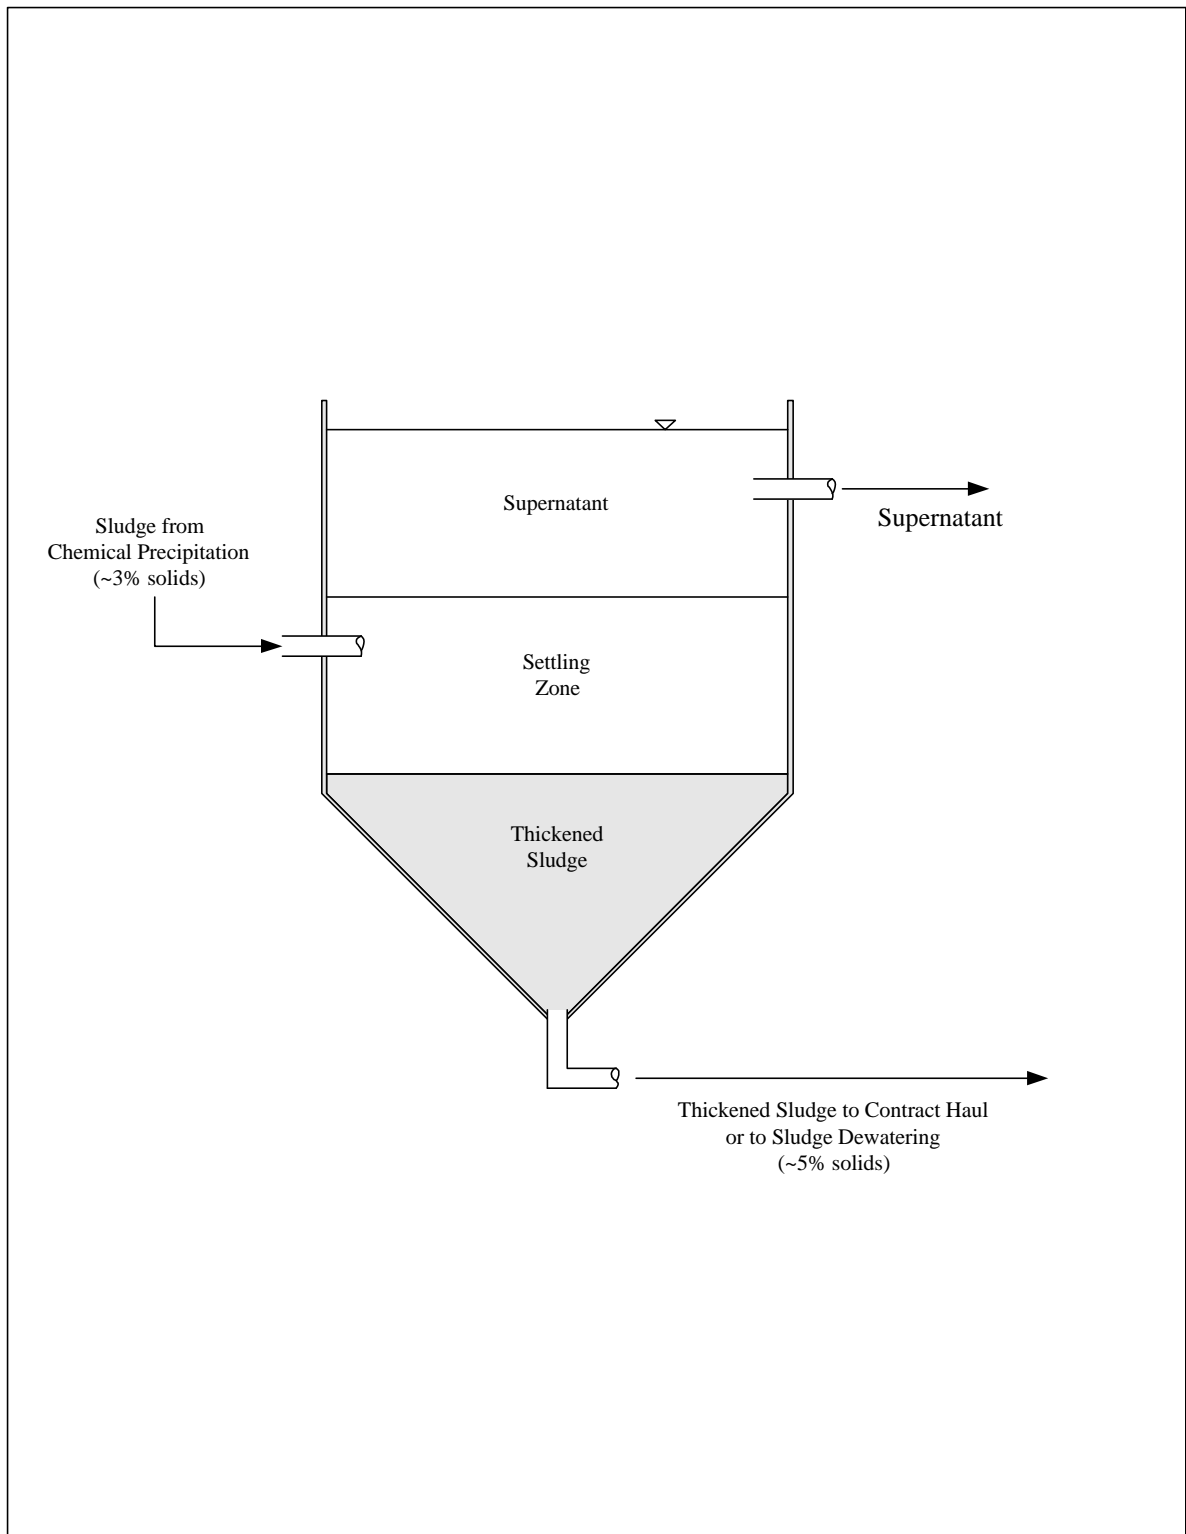 Supernatant
Supernatant
Sludge from
Chemical Precipitation
(~3% solids)
Settling
Zone
Thickened
Sludge
Thickened Sludge to Contract Haul
or to Sludge Dewatering
(~5% solids)